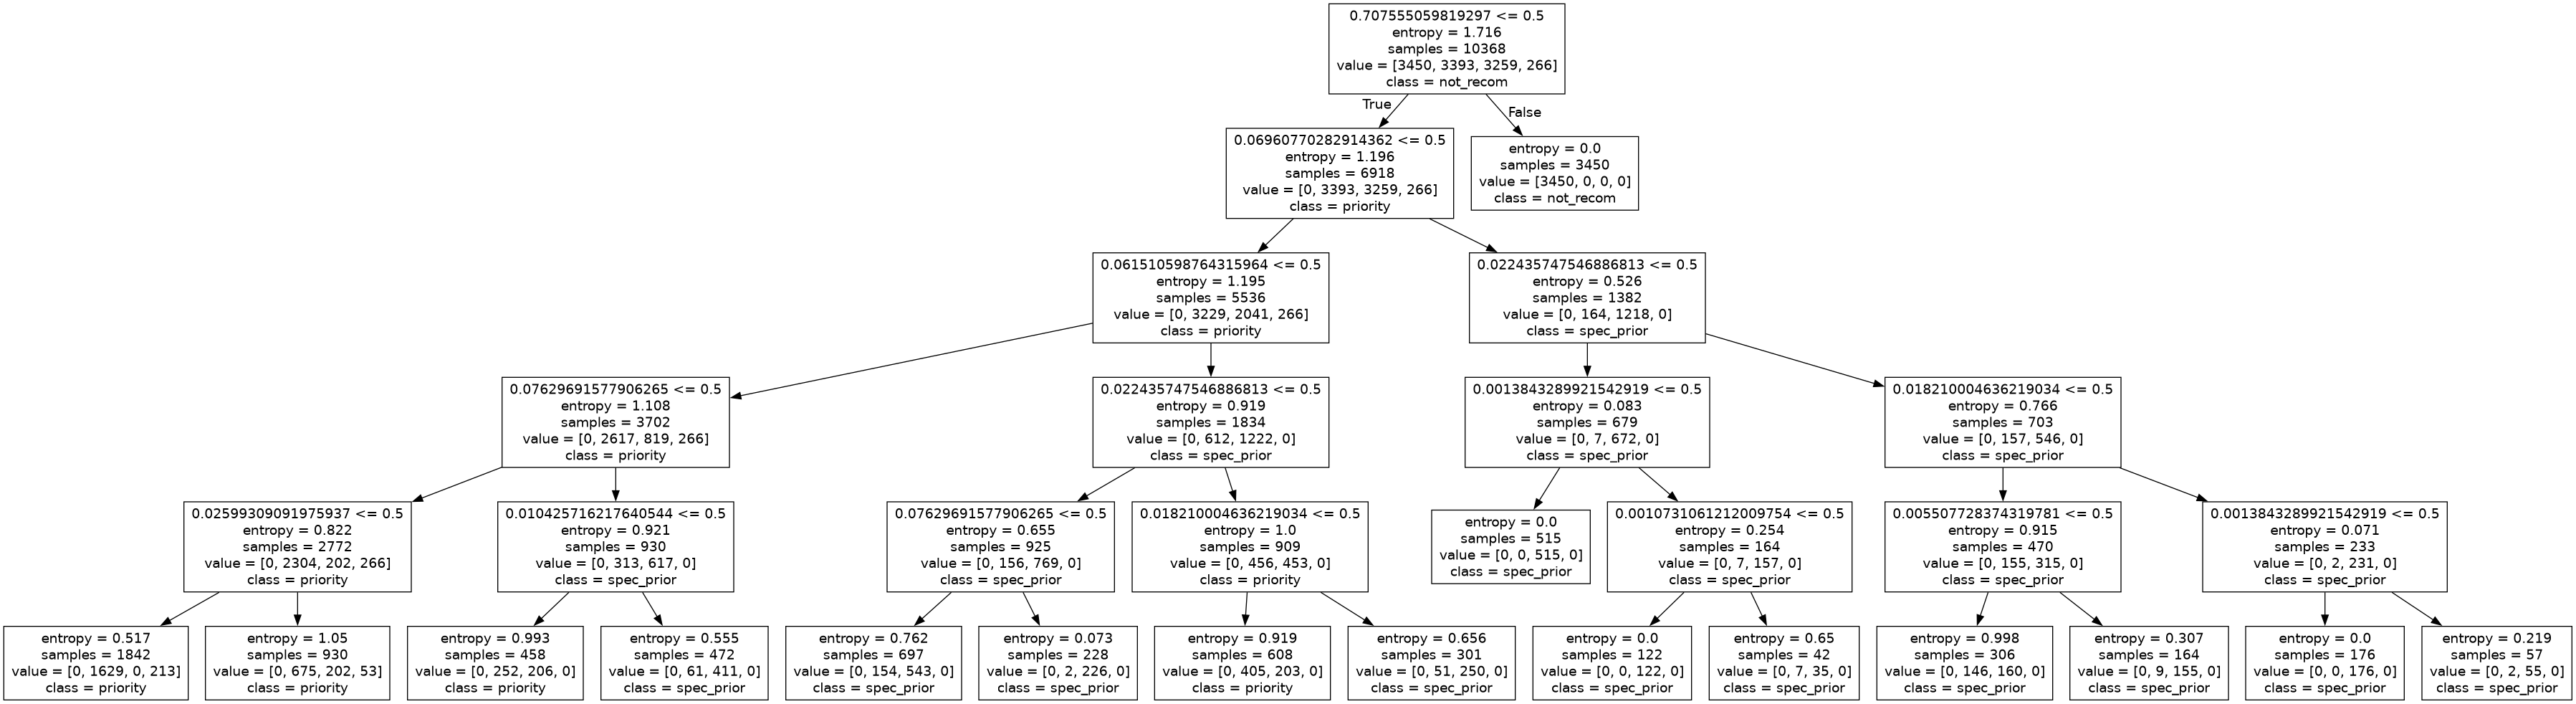 0.707555059819297 <= 0.5
entropy = 1.716
samples = 10368
value = [3450, 3393, 3259, 266]
class = not_recom
True
False
0.06960770282914362 <= 0.5
entropy = 1.196
samples = 6918
value = [0, 3393, 3259, 266]
class = priority
entropy = 0.0
samples = 3450
value = [3450, 0, 0, 0]
class = not_recom
0.061510598764315964 <= 0.5
entropy = 1.195
samples = 5536
value = [0, 3229, 2041, 266]
class = priority
0.022435747546886813 <= 0.5
entropy = 0.526
samples = 1382
value = [0, 164, 1218, 0]
class = spec_prior
0.07629691577906265 <= 0.5
entropy = 1.108
samples = 3702
value = [0, 2617, 819, 266]
class = priority
0.022435747546886813 <= 0.5
entropy = 0.919
samples = 1834
value = [0, 612, 1222, 0]
class = spec_prior
0.0013843289921542919 <= 0.5
entropy = 0.083
samples = 679
value = [0, 7, 672, 0]
class = spec_prior
0.018210004636219034 <= 0.5
entropy = 0.766
samples = 703
value = [0, 157, 546, 0]
class = spec_prior
0.02599309091975937 <= 0.5
entropy = 0.822
samples = 2772
value = [0, 2304, 202, 266]
class = priority
0.010425716217640544 <= 0.5
entropy = 0.921
samples = 930
value = [0, 313, 617, 0]
class = spec_prior
0.07629691577906265 <= 0.5
entropy = 0.655
samples = 925
value = [0, 156, 769, 0]
class = spec_prior
0.018210004636219034 <= 0.5
entropy = 1.0
samples = 909
value = [0, 456, 453, 0]
class = priority
entropy = 0.0
samples = 515
value = [0, 0, 515, 0]
class = spec_prior
0.0010731061212009754 <= 0.5
entropy = 0.254
samples = 164
value = [0, 7, 157, 0]
class = spec_prior
0.005507728374319781 <= 0.5
entropy = 0.915
samples = 470
value = [0, 155, 315, 0]
class = spec_prior
0.0013843289921542919 <= 0.5
entropy = 0.071
samples = 233
value = [0, 2, 231, 0]
class = spec_prior
entropy = 0.517
samples = 1842
value = [0, 1629, 0, 213]
class = priority
entropy = 1.05
samples = 930
value = [0, 675, 202, 53]
class = priority
entropy = 0.993
samples = 458
value = [0, 252, 206, 0]
class = priority
entropy = 0.555
samples = 472
value = [0, 61, 411, 0]
class = spec_prior
entropy = 0.762
samples = 697
value = [0, 154, 543, 0]
class = spec_prior
entropy = 0.073
samples = 228
value = [0, 2, 226, 0]
class = spec_prior
entropy = 0.919
samples = 608
value = [0, 405, 203, 0]
class = priority
entropy = 0.656
samples = 301
value = [0, 51, 250, 0]
class = spec_prior
entropy = 0.0
samples = 122
value = [0, 0, 122, 0]
class = spec_prior
entropy = 0.65
samples = 42
value = [0, 7, 35, 0]
class = spec_prior
entropy = 0.998
samples = 306
value = [0, 146, 160, 0]
class = spec_prior
entropy = 0.307
samples = 164
value = [0, 9, 155, 0]
class = spec_prior
entropy = 0.0
samples = 176
value = [0, 0, 176, 0]
class = spec_prior
entropy = 0.219
samples = 57
value = [0, 2, 55, 0]
class = spec_prior